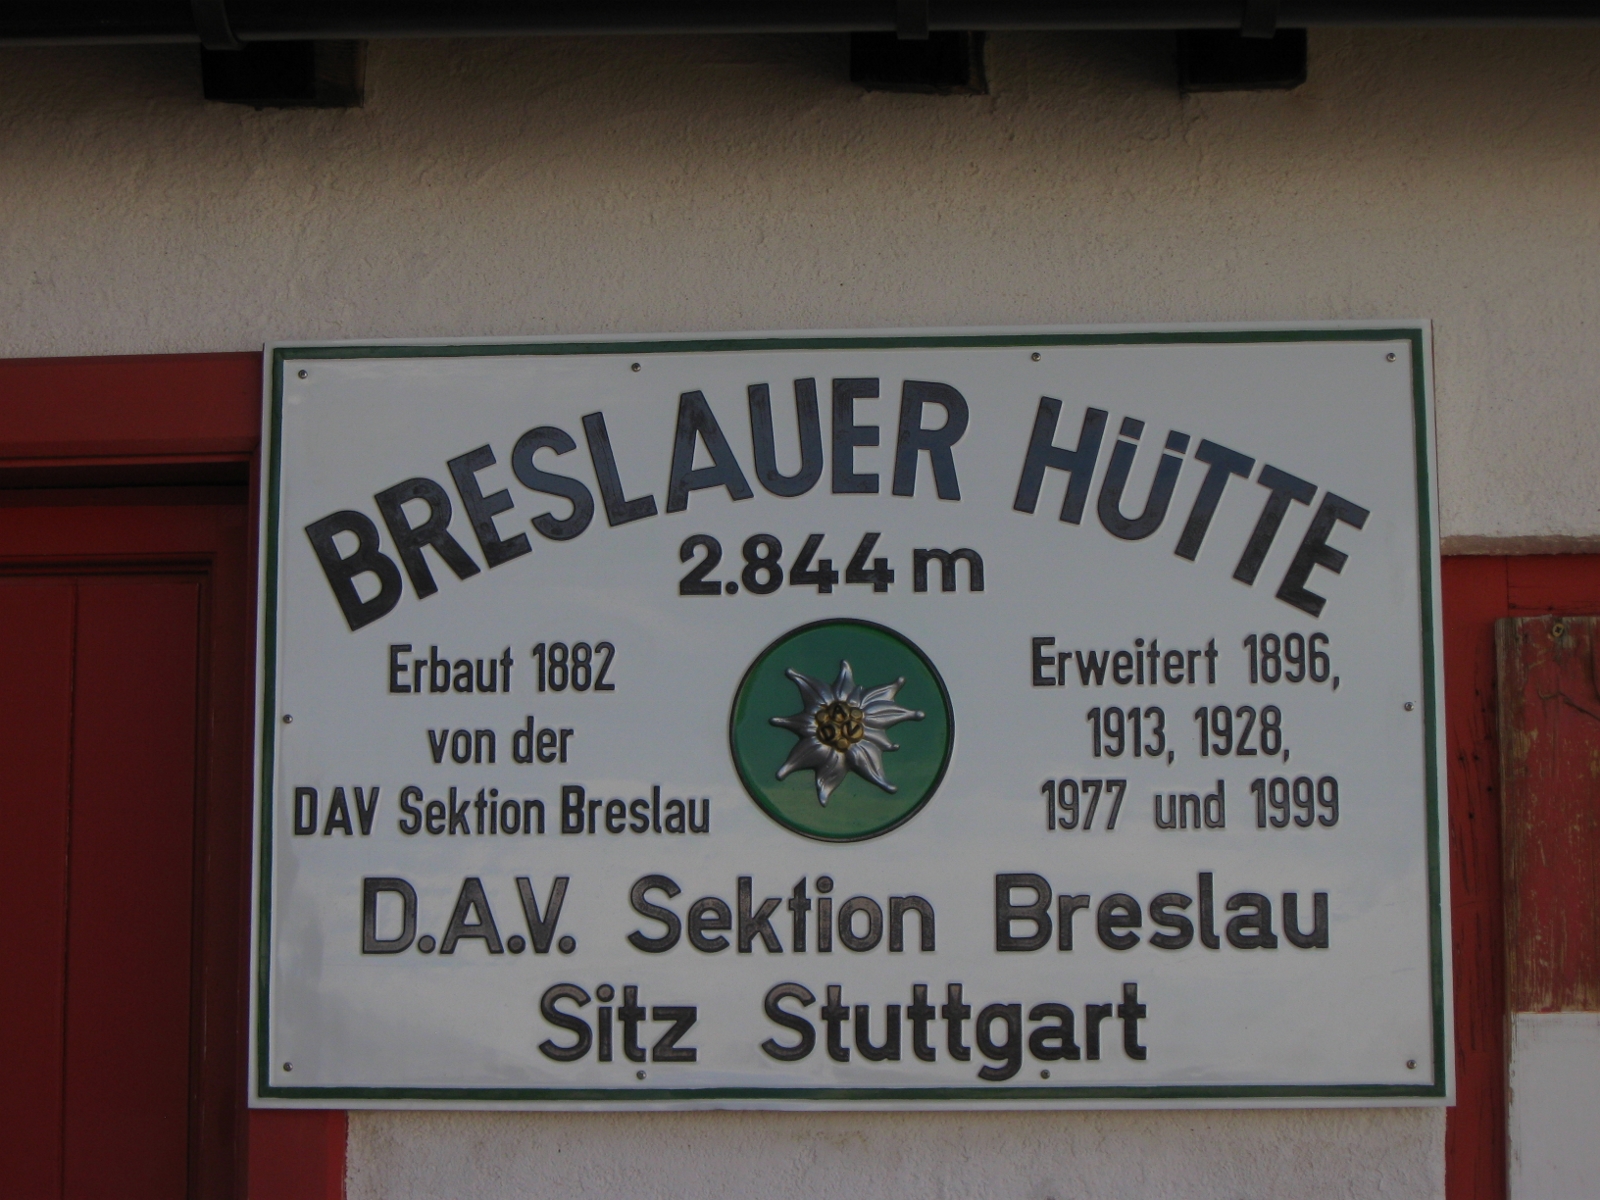 BRESLAUER HÜTTE
2.844 m
Erbaut 1882
von der
DAV Sektion Breslau
Erweitert 1896,
1913, 1928,
1977 und 1999
D.A.V. Sektion Breslau
Sitz Stuttgart